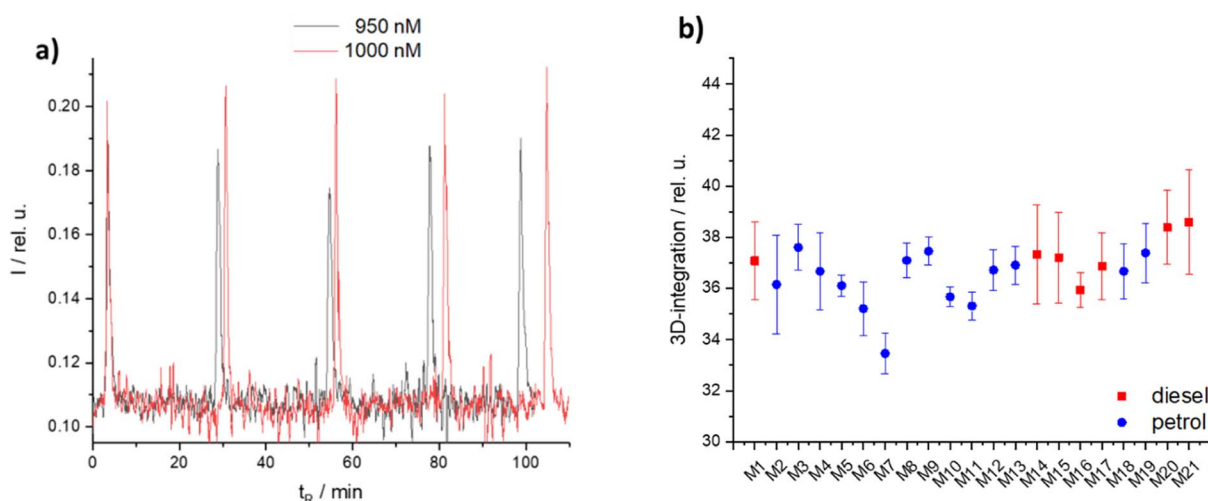 a)
950 nM
1000 nM
I / rel. u.
0.20
0.18
0.16
0.14
0.12
0.10
0 20 40 60 80 100
tR / min
b)
3D-integration / rel. u.
44
42
40
38
36
34
33
30
diesel
petrol
M1 M2 M3 M4 M5 M6 M7 M8 M9 M10 M11 M12 M13 M14 M15 M16 M17 M18 M19 M20 M21